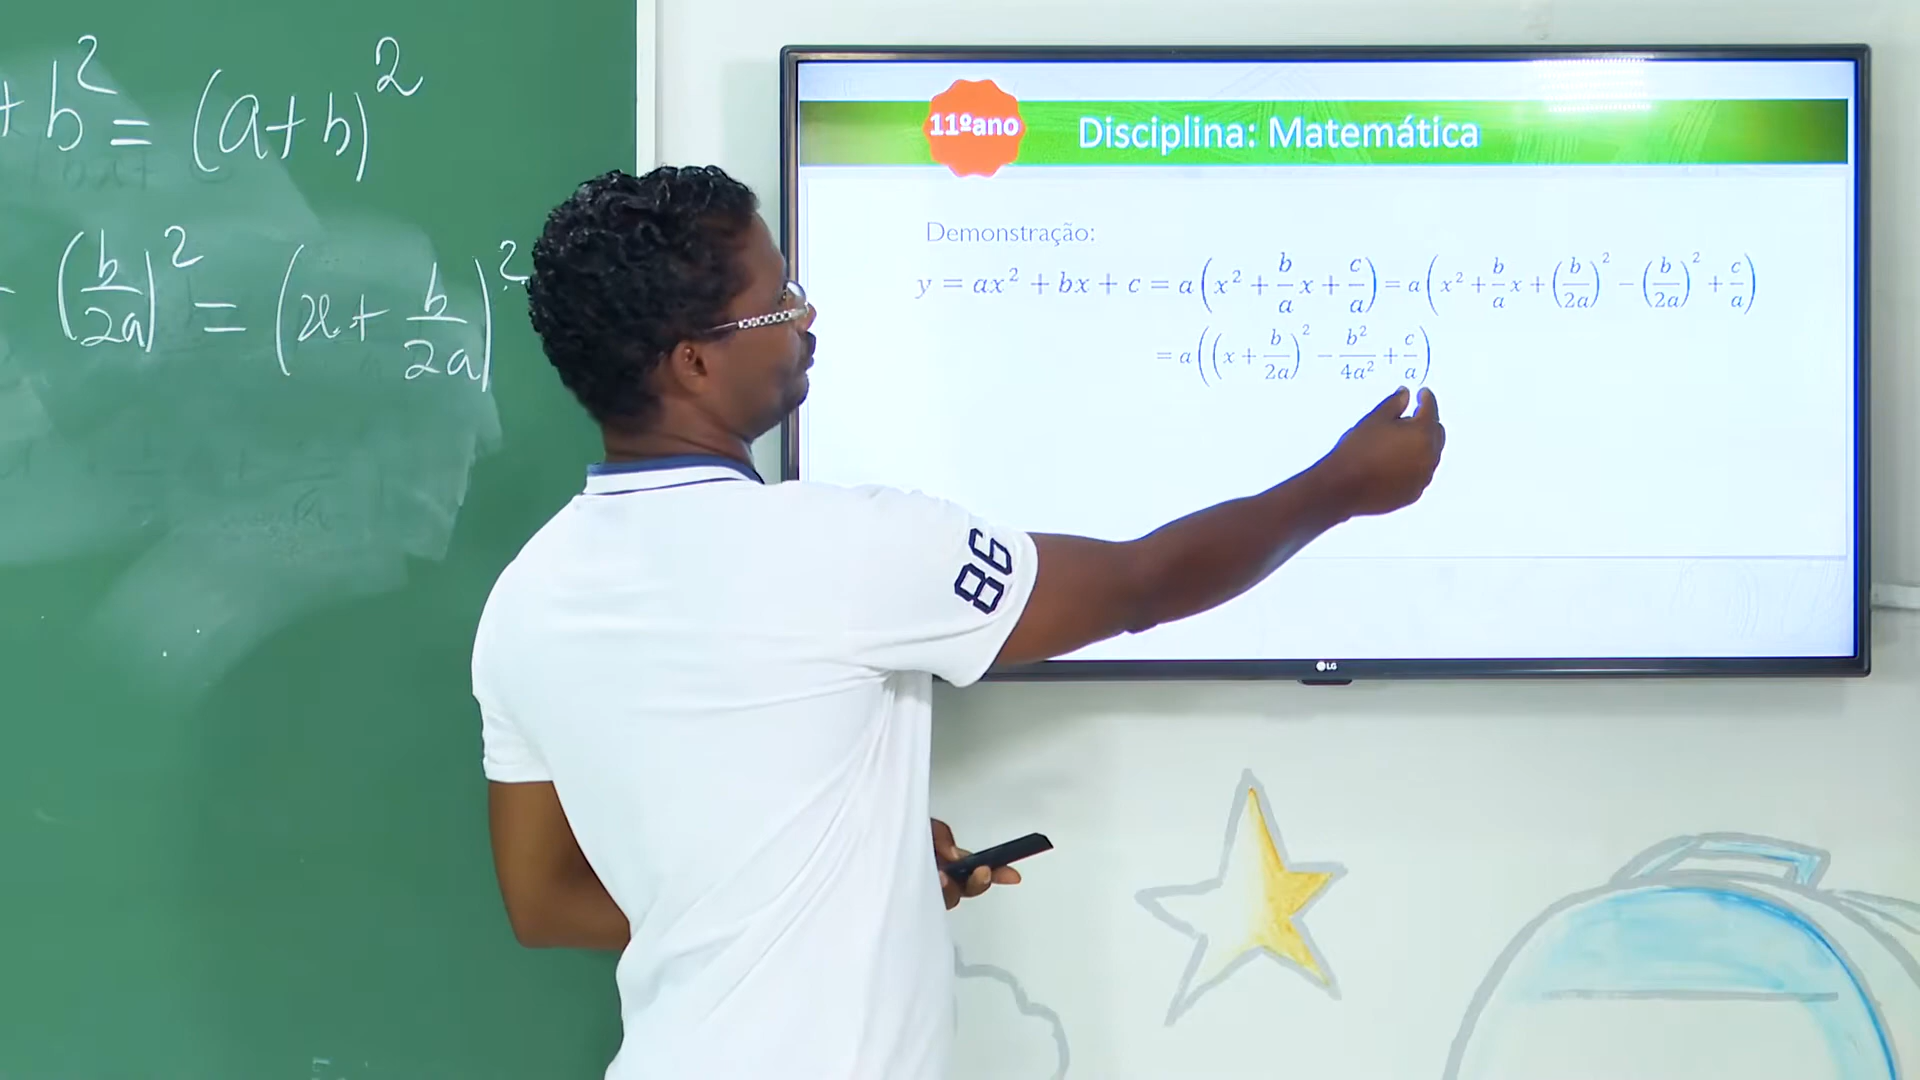 + b² = (a+b)²
(b/2a)² = (x + b/2a)²
11ºano
Disciplina: Matemática
Demonstração:
y = ax² + bx + c = a(x² + b/a x + c/a) = a(x² + b/a x + (b/2a)² − (b/2a)² + c/a)
= a((x + b/2a)² − b²/4a² + c/a)
86
LG